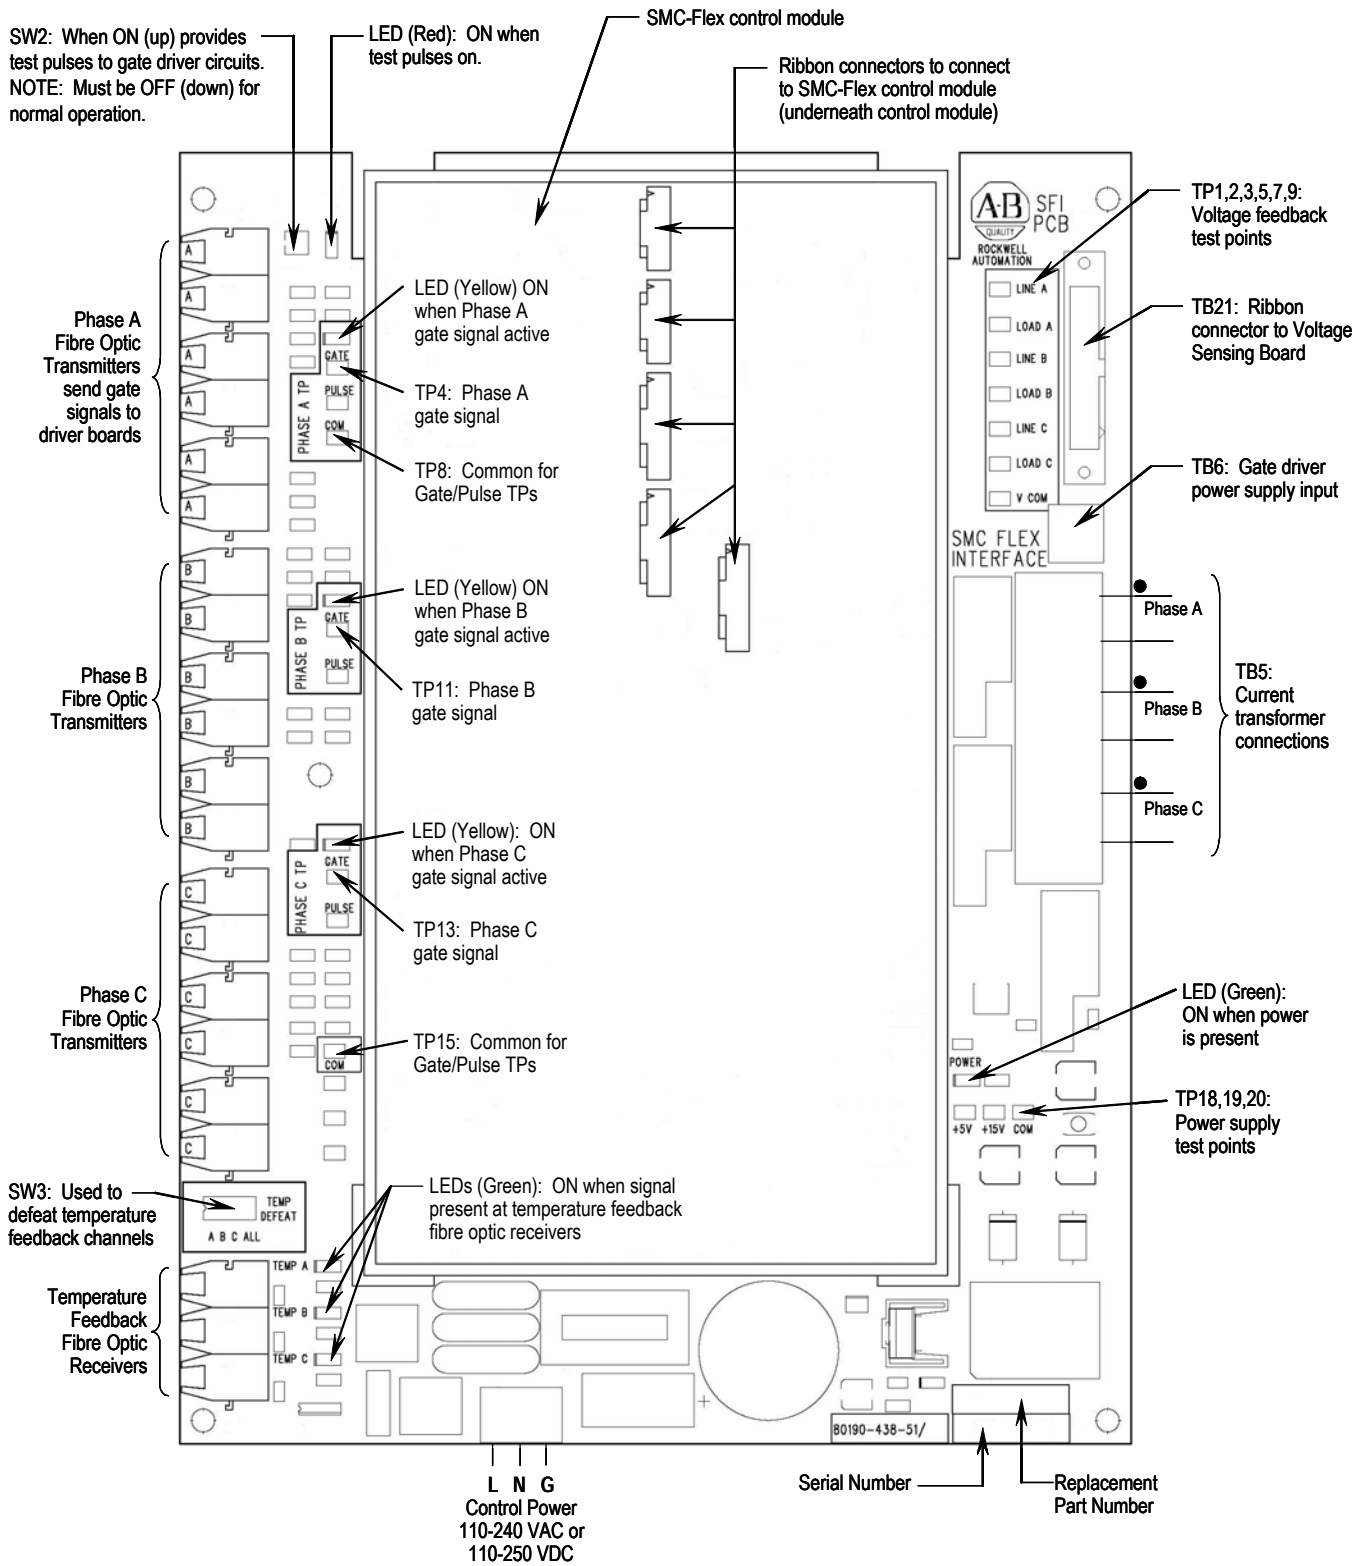 SW2: When ON (up) provides
test pulses to gate driver circuits.
NOTE: Must be OFF (down) for
normal operation.
LED (Red): ON when
test pulses on.
SMC-Flex control module
Ribbon connectors to connect
to SMC-Flex control module
(underneath control module)
A-B
QUALITY
ROCKWELL
AUTOMATION
SFI
PCB
TP1,2,3,5,7,9:
Voltage feedback
test points
LINE A
LOAD A
LINE B
LOAD B
LINE C
LOAD C
V COM
TB21: Ribbon
connector to Voltage
Sensing Board
TB6: Gate driver
power supply input
SMC FLEX
INTERFACE
Phase A
Phase B
Phase C
TB5:
Current
transformer
connections
Phase A
Fibre Optic
Transmitters
send gate
signals to
driver boards
A
A
A
A
A
A
PHASE A TP
GATE
PULSE
COM
LED (Yellow) ON
when Phase A
gate signal active
TP4: Phase A
gate signal
TP8: Common for
Gate/Pulse TPs
Phase B
Fibre Optic
Transmitters
B
B
B
B
B
B
PHASE B TP
GATE
PULSE
LED (Yellow) ON
when Phase B
gate signal active
TP11: Phase B
gate signal
Phase C
Fibre Optic
Transmitters
C
C
C
C
C
C
PHASE C TP
GATE
PULSE
LED (Yellow): ON
when Phase C
gate signal active
TP13: Phase C
gate signal
COM
TP15: Common for
Gate/Pulse TPs
LED (Green):
ON when power
is present
POWER
+5V +15V COM
TP18,19,20:
Power supply
test points
SW3: Used to
defeat temperature
feedback channels
TEMP
DEFEAT
A B C ALL
LEDs (Green): ON when signal
present at temperature feedback
fibre optic receivers
Temperature
Feedback
Fibre Optic
Receivers
TEMP A
TEMP B
TEMP C
+
80190-438-51/
Serial Number
Replacement
Part Number
L N G
Control Power
110-240 VAC or
110-250 VDC